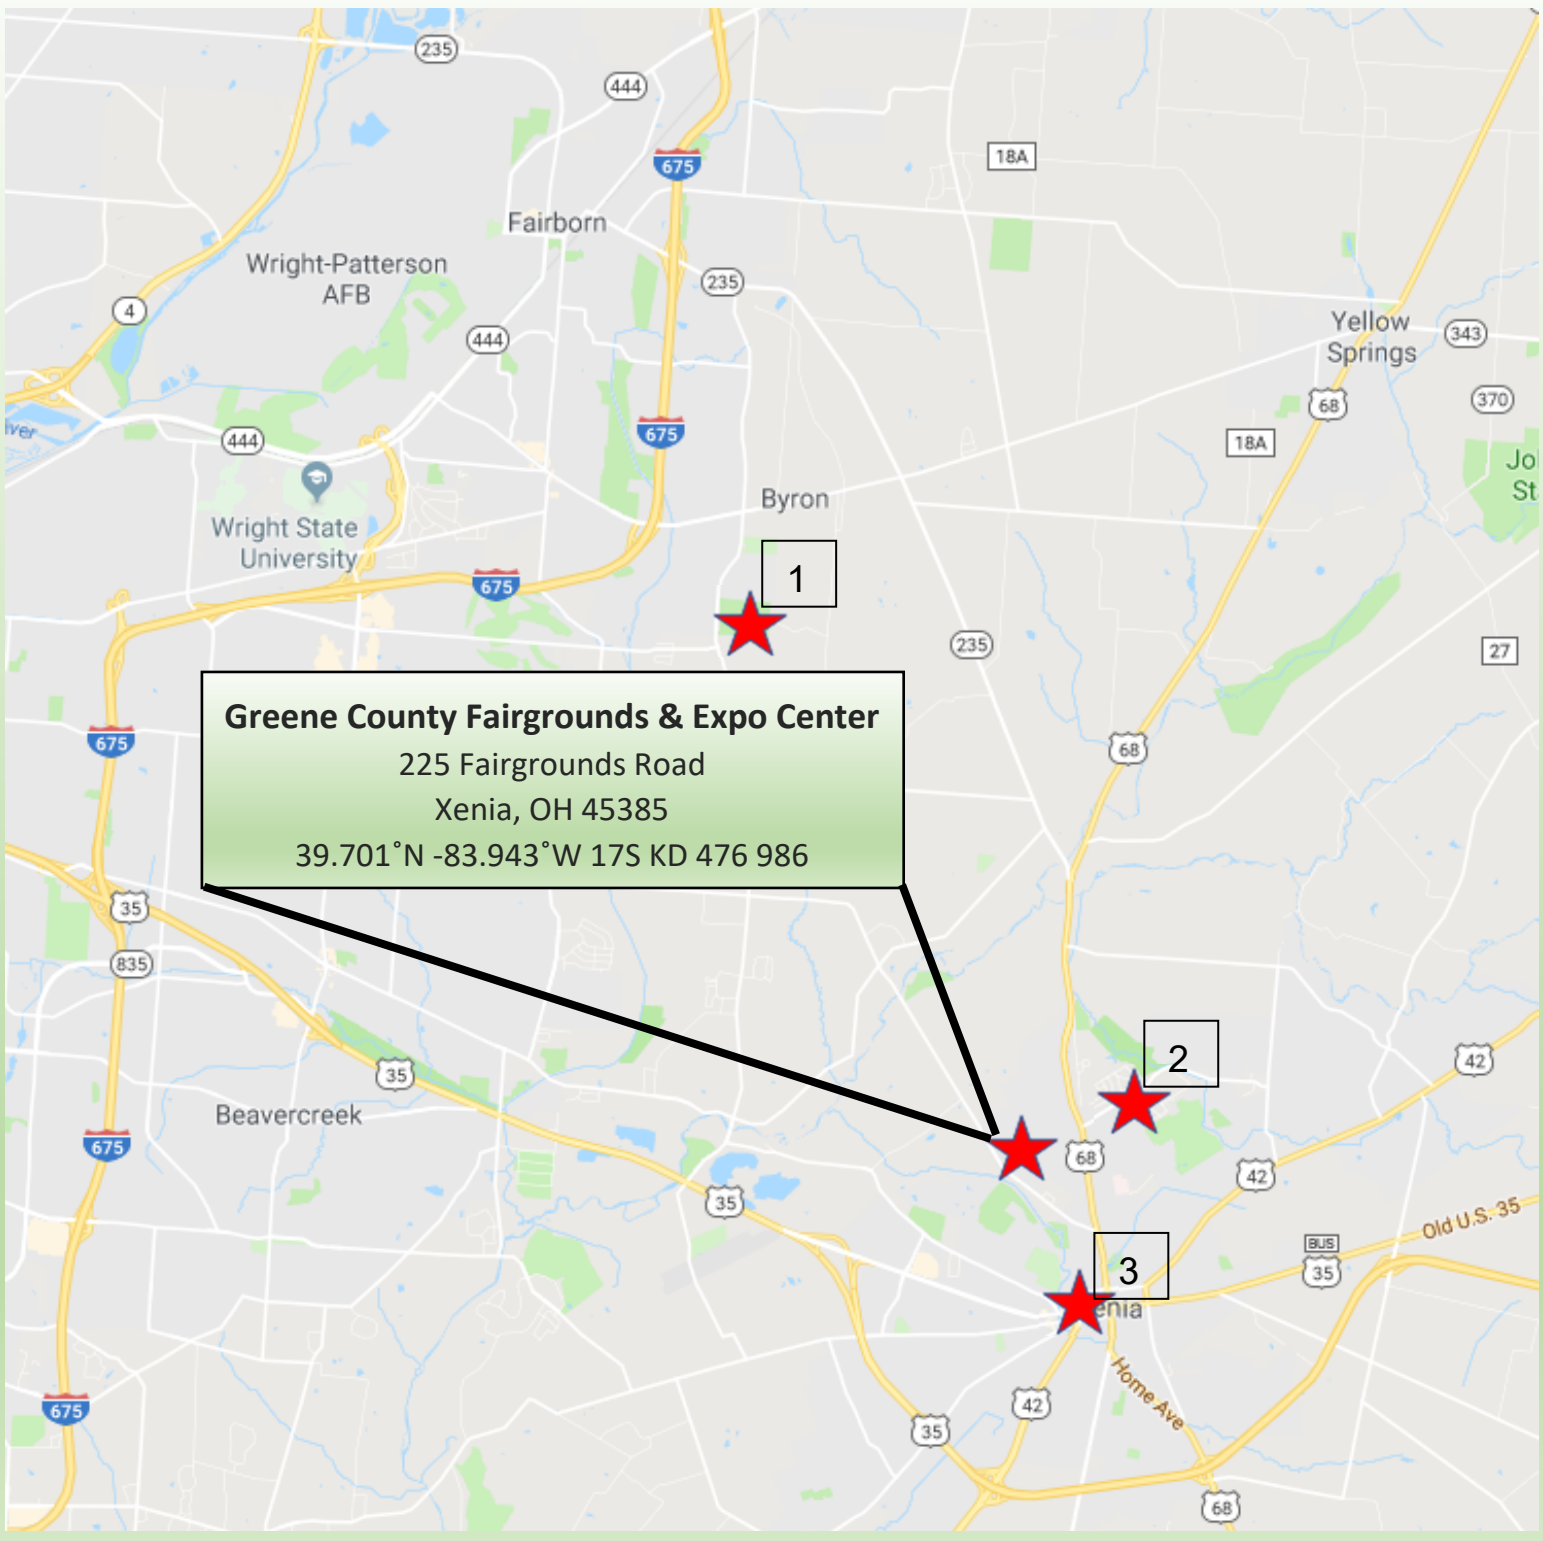 235
444
675
18A
Fairborn
Wright-Patterson
AFB
235
4
444
Yellow
Springs
343
68
370
675
444
18A
Byron
Wright State
University
675
1
235
27
Greene County Fairgrounds & Expo Center
225 Fairgrounds Road
Xenia, OH 45385
39.701˚N -83.943˚W 17S KD 476 986
675
68
35
835
2
42
35
Beavercreek
675
68
42
35
Old U.S. 35
BUS
35
3
enia
Home Ave
42
35
675
68